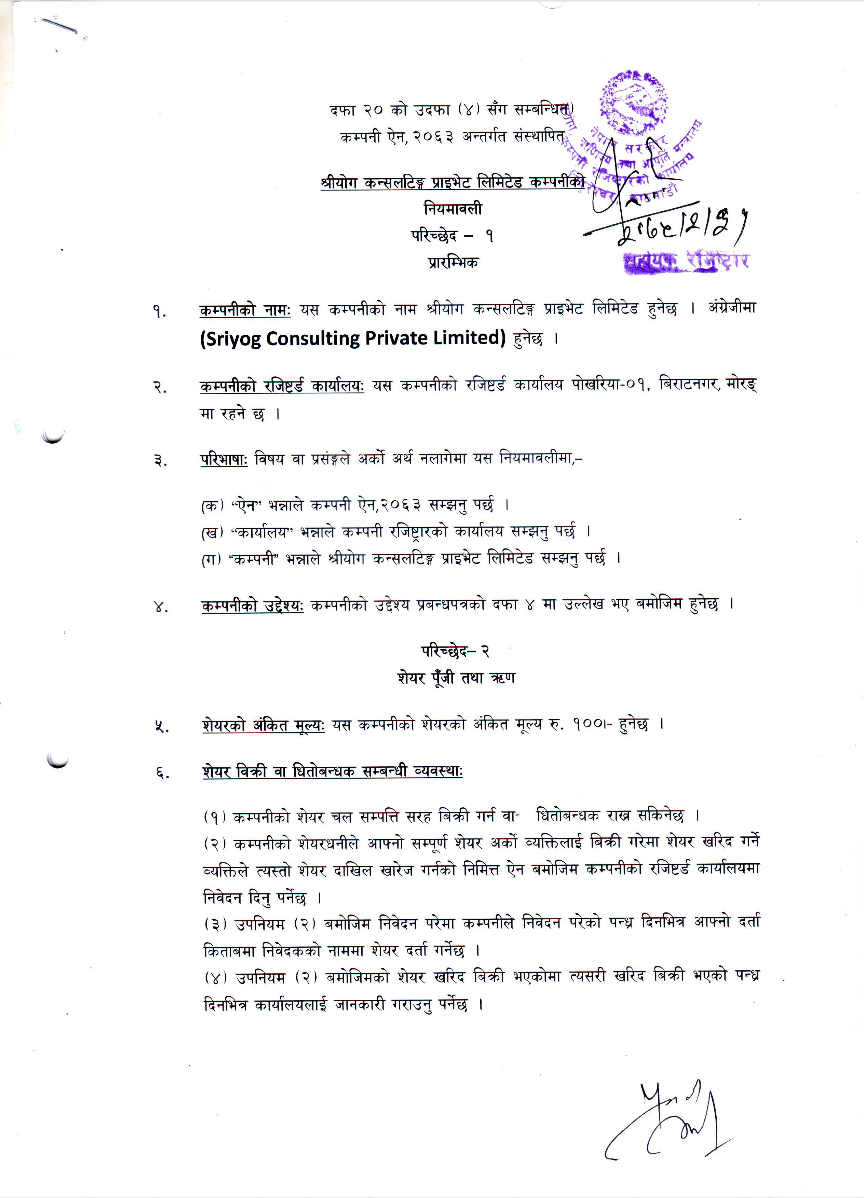 दफा २० को उदफा (४) सँग सम्बन्धित)
कम्पनी ऐन, २०६३ अन्तर्गत संस्थापित
श्रीयोग कन्सलटिङ्ग प्राइभेट लिमिटेड कम्पनीको
नियमावली
परिच्छेद – १
प्रारम्भिक
नेपाल सरकार
सहायक रजिष्ट्रार
१. कम्पनीको नामः यस कम्पनीको नाम श्रीयोग कन्सलटिङ्ग प्राइभेट लिमिटेड हुनेछ । अंग्रेजीमा
(Sriyog Consulting Private Limited) हुनेछ ।
२. कम्पनीको रजिष्टर्ड कार्यालयः यस कम्पनीको रजिष्टर्ड कार्यालय पोखरिया-०१, बिराटनगर, मोरङ्
मा रहने छ ।
३. परिभाषाः विषय वा प्रसंङ्गले अर्को अर्थ नलागेमा यस नियमावलीमा,–
(क) “ऐन” भन्नाले कम्पनी ऐन,२०६३ सम्झनु पर्छ ।
(ख) “कार्यालय” भन्नाले कम्पनी रजिष्ट्रारको कार्यालय सम्झनु पर्छ ।
(ग) “कम्पनी” भन्नाले श्रीयोग कन्सलटिङ्ग प्राइभेट लिमिटेड सम्झनु पर्छ ।
४. कम्पनीको उद्देश्यः कम्पनीको उद्देश्य प्रबन्धपत्रको दफा ४ मा उल्लेख भए बमोजिम हुनेछ ।
परिच्छेद– २
शेयर पूँजी तथा ऋण
५. शेयरको अंकित मूल्यः यस कम्पनीको शेयरको अंकित मूल्य रु. १००।- हुनेछ ।
६. शेयर विक्री वा धितोबन्धक सम्बन्धी व्यवस्थाः
(१) कम्पनीको शेयर चल सम्पत्ति सरह बिक्री गर्न वा- धितोबन्धक राख्न सकिनेछ ।
(२) कम्पनीको शेयरधनीले आफ्नो सम्पूर्ण शेयर अर्को व्यक्तिलाई बिक्री गरेमा शेयर खरिद गर्ने
व्यक्तिले त्यस्तो शेयर दाखिल खारेज गर्नको निमित्त ऐन बमोजिम कम्पनीको रजिष्टर्ड कार्यालयमा
निवेदन दिनु पर्नेछ ।
(३) उपनियम (२) बमोजिम निवेदन परेमा कम्पनीले निवेदन परेको पन्ध्र दिनभित्र आफ्नो दर्ता
किताबमा निवेदकको नाममा शेयर दर्ता गर्नेछ ।
(४) उपनियम (२) बमोजिमको शेयर खरिद बिक्री भएकोमा त्यसरी खरिद बिक्री भएको पन्ध्र
दिनभित्र कार्यालयलाई जानकारी गराउनु पर्नेछ ।